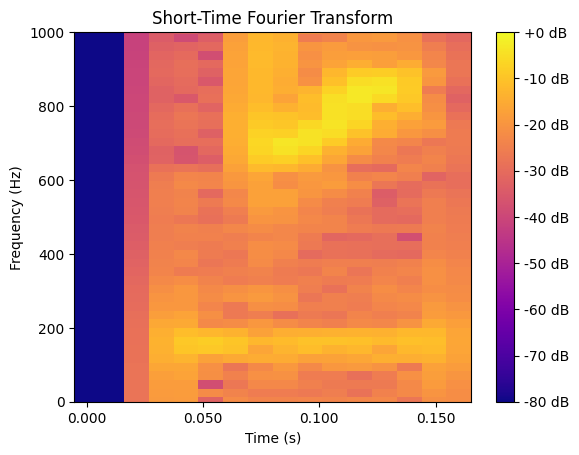 Short-Time Fourier Transform
1000
800
600
400
200
0
Frequency (Hz)
0.000
0.050
0.100
0.150
Time (s)
+0 dB
-10 dB
-20 dB
-30 dB
-40 dB
-50 dB
-60 dB
-70 dB
-80 dB